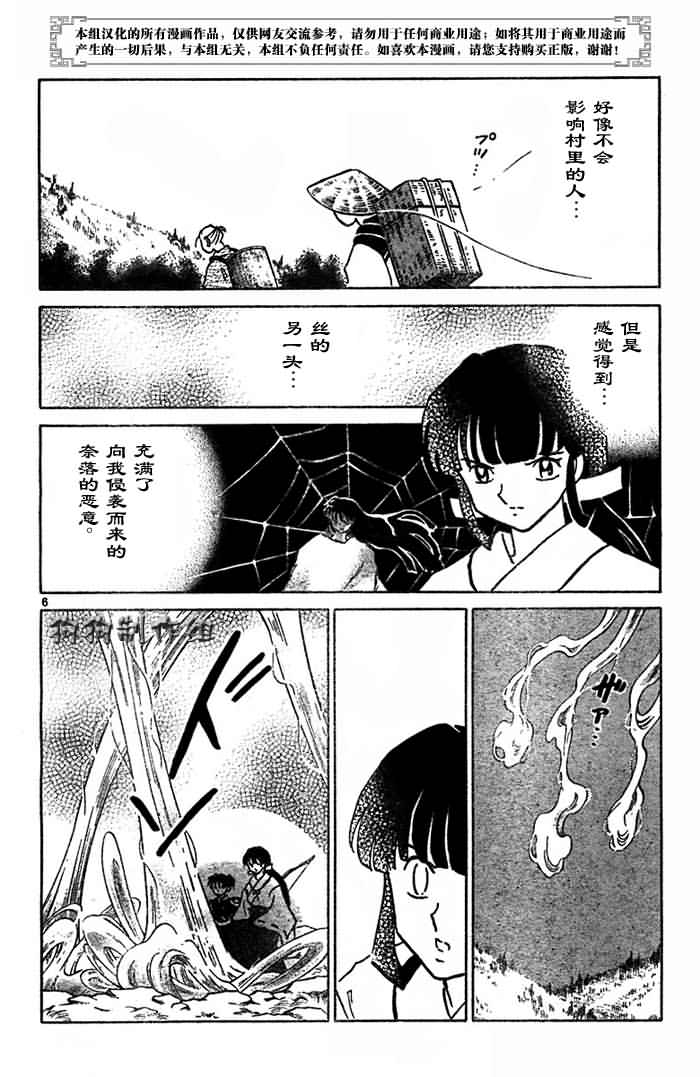 本组汉化的所有漫画作品，仅供网友交流参考，请勿用于任何商业用途；如将其用于商业用途而
产生的一切后果，与本组无关，本组不负任何责任。如喜欢本漫画，请您支持购买正版，谢谢！
好像不会
影响村里的人…
プッ…
但是
感觉得到…
丝的
另一头…
充满了
向我侵袭而来的
奈落的恶意。
6
狗狗制作组
ザァ…
ドン